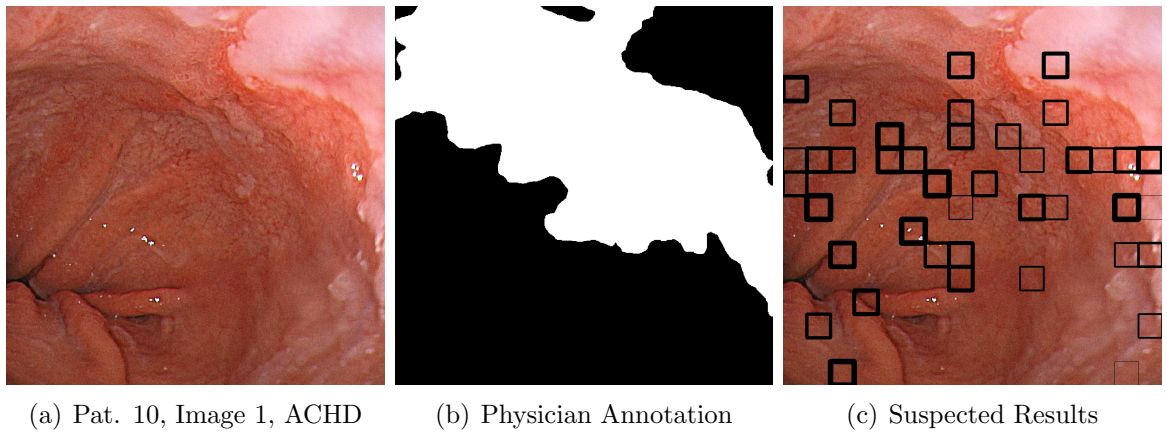 (a) Pat. 10, Image 1, ACHD
(b) Physician Annotation
(c) Suspected Results